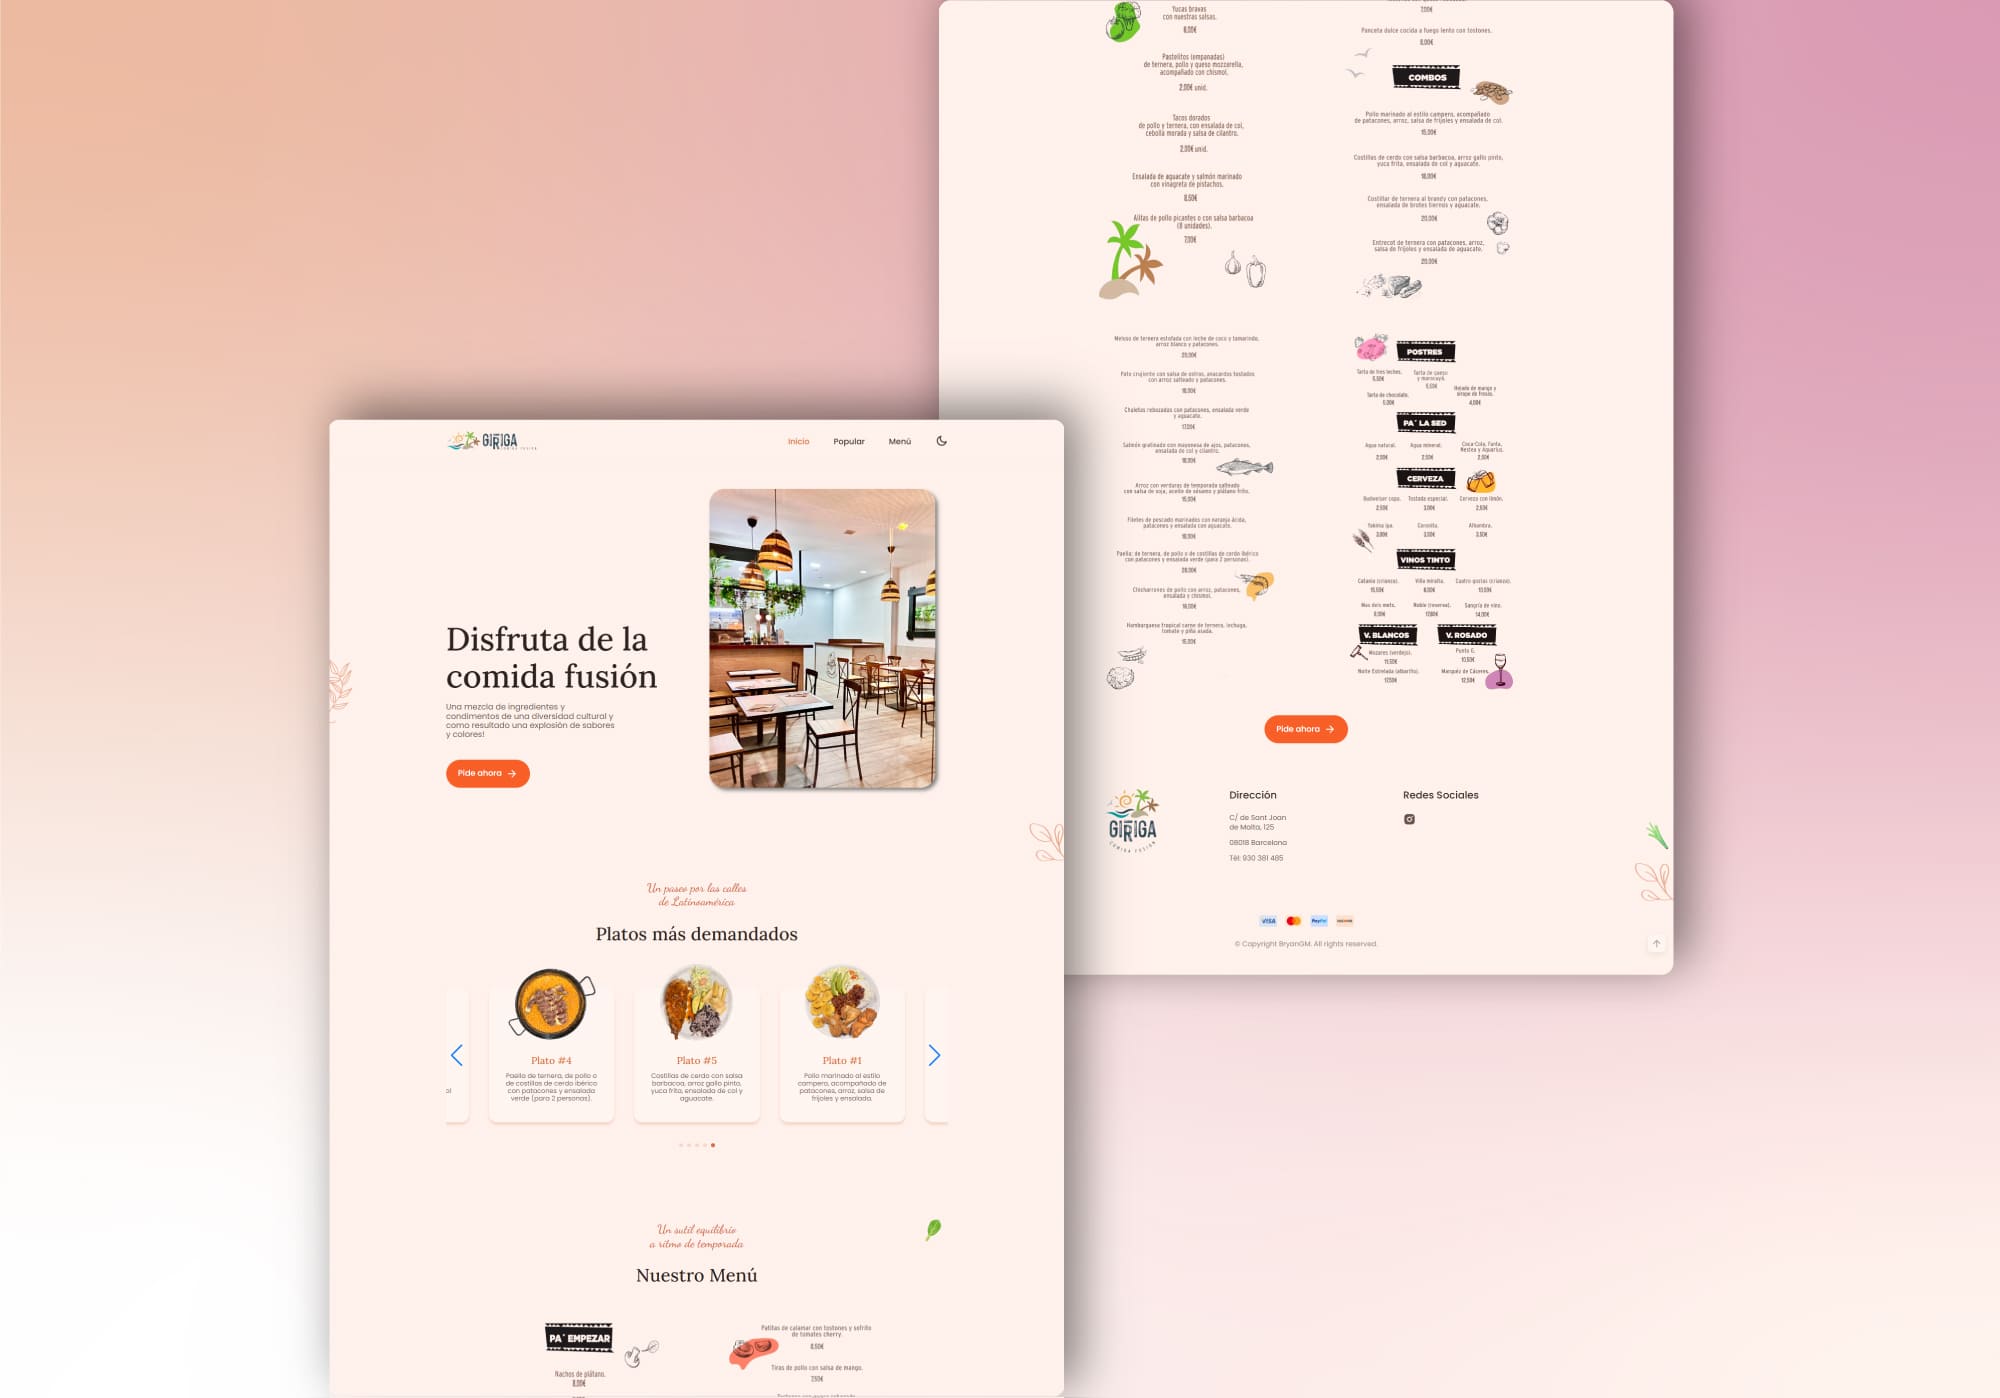 GIRIGA
COMIDA FUSIÓN
Inicio
Popular
Menú
Disfruta de la
comida fusión
Una mezcla de ingredientes y
condimentos de una diversidad cultural y
como resultado una explosión de sabores
y colores!
Pide ahora
Un paseo por las calles
de Latinoamérica
Platos más demandados
ol
Plato #4
Paella de ternera, de pollo o
de costillas de cerdo ibérico
con patacones y ensalada
verde (para 2 personas).
Plato #5
Costillas de cerdo con salsa
barbacoa, arroz gallo pinto,
yuca frita, ensalada de col y
aguacate.
Plato #1
Pollo marinado al estilo
campero, acompañado de
patacones, arroz, salsa de
frijoles y ensalada.
Un sutil equilibrio
a ritmo de temporada
Nuestro Menú
PA´ EMPEZAR
Nachos de plátano.
8,00€
Patitas de calamar con tostones y sofrito
de tomates cherry.
8,50€
Tiras de pollo con salsa de mango.
7,50€
Yucas bravas
con nuestras salsas.
6,00€
Pastelitos (empanadas)
de ternera, pollo y queso mozzarella,
acompañado con chismol.
2,00€ unid.
Tacos dorados
de pollo y ternera, con ensalada de col,
cebolla morada y salsa de cilantro.
2,00€ unid.
Ensalada de aguacate y salmón marinado
con vinagreta de pistachos.
8,50€
Alitas de pollo picantes o con salsa barbacoa
(8 unidades).
7,00€
7,00€
Panceta dulce cocida a fuego lento con tostones.
8,00€
COMBOS
Pollo marinado al estilo campero, acompañado
de patacones, arroz, salsa de frijoles y ensalada de col.
15,00€
Costillas de cerdo con salsa barbacoa, arroz gallo pinto,
yuca frita, ensalada de col y aguacate.
18,00€
Costillar de ternera al brandy con patacones,
ensalada de brotes tiernos y aguacate.
20,00€
Entrecot de ternera con patacones, arroz,
salsa de frijoles y ensalada de aguacate.
20,00€
Meloso de ternera estofada con leche de coco y tamarindo,
arroz blanco y patacones.
20,00€
Pato crujiente con salsa de ostras, anacardos tostados
con arroz salteado y patacones.
18,00€
Chuletas rebozadas con patacones, ensalada verde
y aguacate.
17,00€
Salmón gratinado con mayonesa de ajos, patacones,
ensalada de col y cilantro.
18,00€
Arroz con verduras de temporada salteado
con salsa de soja, aceite de sésamo y plátano frito.
15,00€
Filetes de pescado marinados con naranja ácida,
patacones y ensalada con aguacate.
18,00€
Paella: de ternera, de pollo o de costillas de cerdo ibérico
con patacones y ensalada verde (para 2 personas).
28,00€
Chicharrones de pollo con arroz, patacones,
ensalada y chismol.
16,00€
Hamburguesa tropical carne de ternera, lechuga,
tomate y piña asada.
15,00€
POSTRES
Tarta de tres leches.
5,50€
Tarta de queso
y maracuyá.
5,50€
Tarta de chocolate.
5,00€
Helado de mango y
sirope de fresas.
4,00€
PA´ LA SED
Agua natural.
2,00€
Agua mineral.
2,50€
Coca-Cola, Fanta,
Nestea y Aquarius.
2,50€
CERVEZA
Budweiser copa.
2,50€
Tostada especial.
3,00€
Cerveza con limón.
2,50€
Yakima ipa.
3,00€
Coronita.
3,50€
Alhambra.
3,50€
VINOS TINTO
Villa miralta.
Cuatro gotas (crianza).
Mas dels mets.
Noble (reserva).
Sangría de vino.
14,00€
V. BLANCOS
V. ROSADO
Mozares (verdejo).
11,50€
Noite Estrelada (albariño).
17,50€
Punto G.
10,50€
Marqués de Cáceres.
12,50€
Pide ahora
GIRIGA
COMIDA FUSIÓN
Dirección
C/ de Sant Joan
de Malta, 125
08018 Barcelona
Tél: 930 381 485
Redes Sociales
VISA
PayPal
© Copyright BryanGM. All rights reserved.